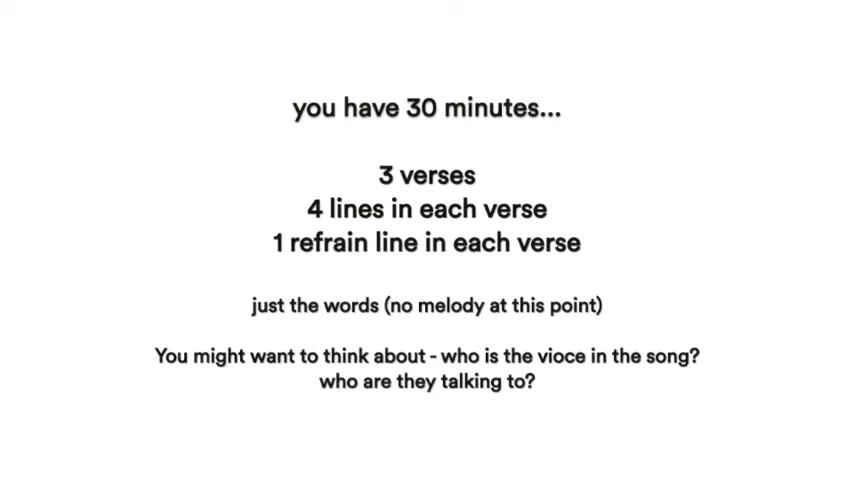 you have 30 minutes...
3 verses
4 lines in each verse
1 refrain line in each verse
just the words (no melody at this point)
You might want to think about - who is the vioce in the song?
who are they talking to?